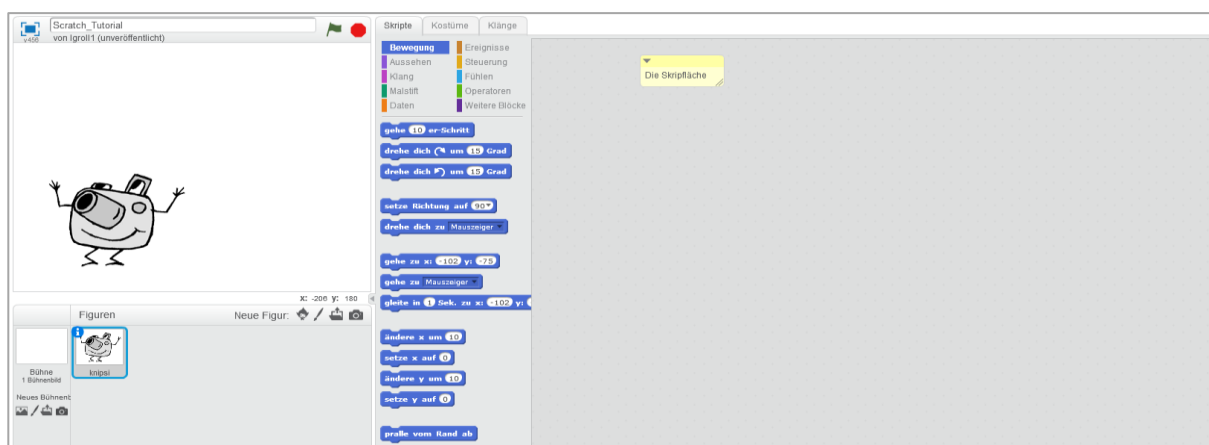 Scratch_Tutorial
von lgroll1 (unveröffentlicht)
v456
X: -206 Y: 180
Figuren
Neue Figur:
Bühne
1 Bühnenbild
Neues Bühnenb
knipsi
Skripte
Kostüme
Klänge
Bewegung
Aussehen
Klang
Malstift
Daten
Ereignisse
Steuerung
Fühlen
Operatoren
Weitere Blöcke
gehe 10 er-Schritt
drehe dich um 15 Grad
drehe dich um 15 Grad
setze Richtung auf 90
drehe dich zu Mauszeiger
gehe zu x: -102 y: -75
gehe zu Mauszeiger
gleite in 1 Sek. zu x: -102 y:
ändere x um 10
setze x auf 0
ändere y um 10
setze y auf 0
pralle vom Rand ab
Die Skripfläche